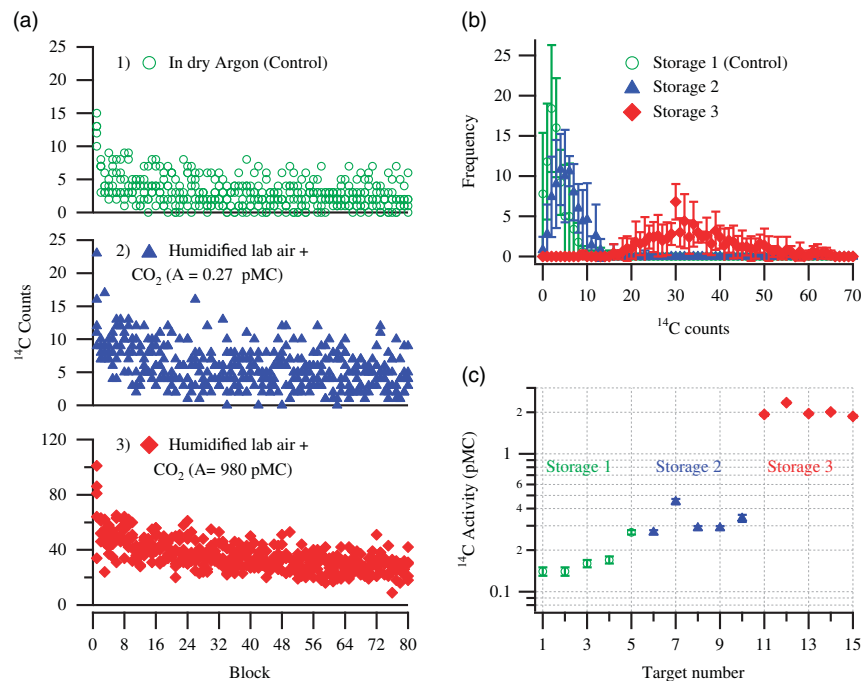 (a)
25
20
15
10
5
0
1) In dry Argon (Control)
25
20
15
10
5
0
2) Humidified lab air +
CO₂ (A = 0.27 pMC)
¹⁴C Counts
120
80
40
0
3) Humidified lab air +
CO₂ (A= 980 pMC)
0 8 16 24 32 40 48 56 64 72 80
Block
(b)
25
20
15
10
5
0
Frequency
Storage 1 (Control)
Storage 2
Storage 3
0 10 20 30 40 50 60 70
¹⁴C counts
(c)
2
1
6
4
2
0.1
¹⁴C Activity (pMC)
Storage 1
Storage 2
Storage 3
1 3 5 7 9 11 13 15
Target number